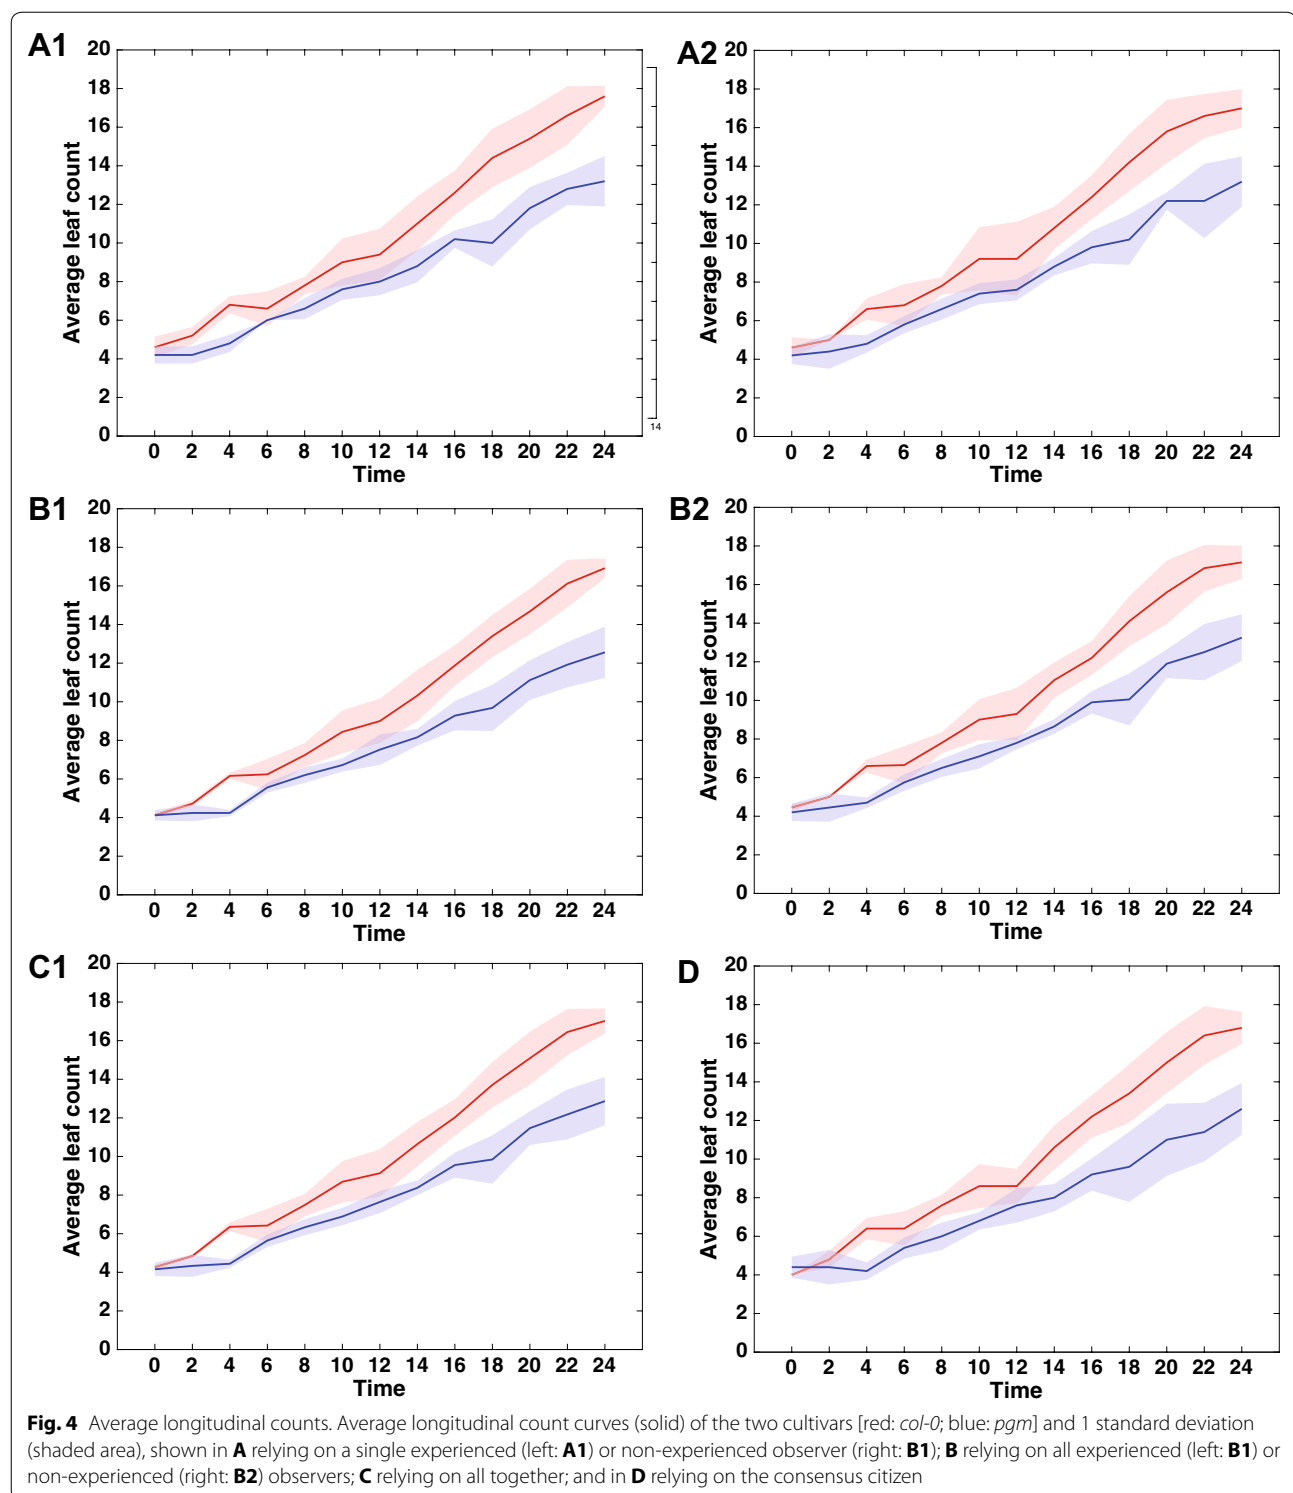 A1
20
18
16
14
12
10
8
6
4
2
0
Average leaf count
0 2 4 6 8 10 12 14 16 18 20 22 24
Time
14
A2
20
18
16
14
12
10
8
6
4
2
0
Average leaf count
0 2 4 6 8 10 12 14 16 18 20 22 24
Time
B1
20
18
16
14
12
10
8
6
4
2
0
Average leaf count
0 2 4 6 8 10 12 14 16 18 20 22 24
Time
B2
20
18
16
14
12
10
8
6
4
2
0
Average leaf count
0 2 4 6 8 10 12 14 16 18 20 22 24
Time
C1
20
18
16
14
12
10
8
6
4
2
0
Average leaf count
0 2 4 6 8 10 12 14 16 18 20 22 24
Time
D
20
18
16
14
12
10
8
6
4
2
0
Average leaf count
0 2 4 6 8 10 12 14 16 18 20 22 24
Time
Fig. 4 Average longitudinal counts. Average longitudinal count curves (solid) of the two cultivars [red: col-0; blue: pgm] and 1 standard deviation
(shaded area), shown in A relying on a single experienced (left: A1) or non-experienced observer (right: B1); B relying on all experienced (left: B1) or
non-experienced (right: B2) observers; C relying on all together; and in D relying on the consensus citizen